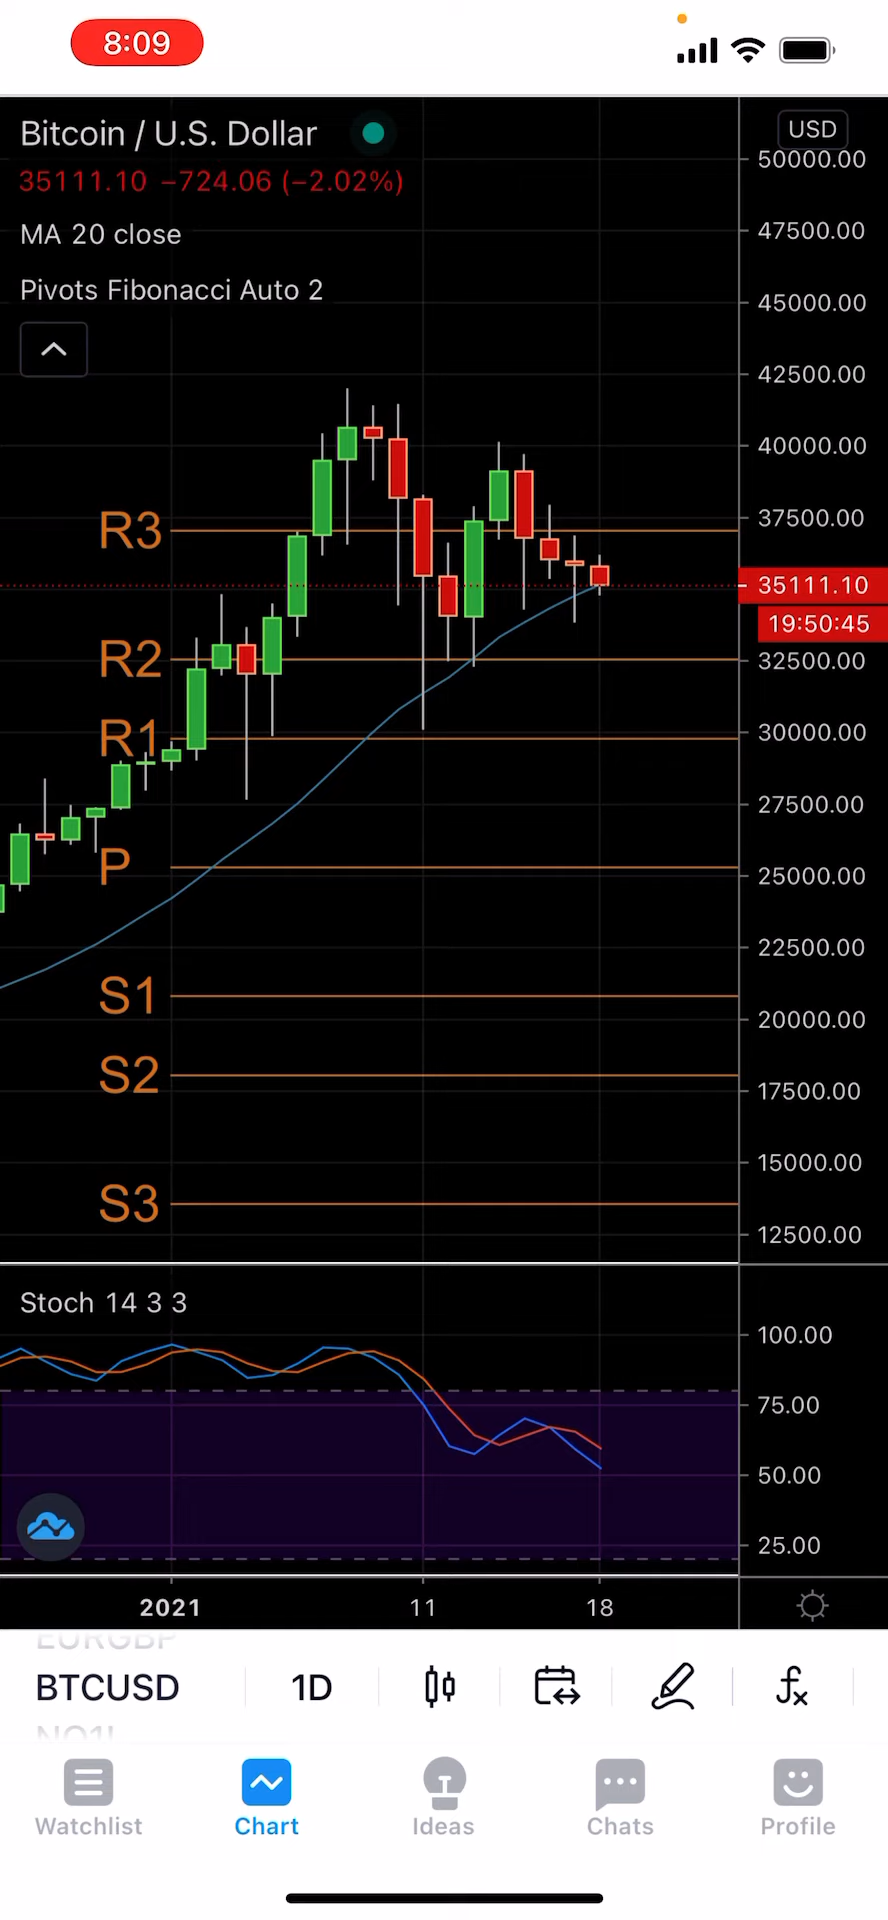 8:09
Bitcoin / U.S. Dollar
USD
35111.10 −724.06 (−2.02%)
MA 20 close
Pivots Fibonacci Auto 2
50000.00
47500.00
45000.00
42500.00
40000.00
37500.00
35111.10
19:50:45
32500.00
30000.00
27500.00
25000.00
22500.00
20000.00
17500.00
15000.00
12500.00
R3
R2
R1
P
S1
S2
S3
Stoch 14 3 3
100.00
75.00
50.00
25.00
2021 11 18
EURGBP
BTCUSD 1D
Watchlist Chart Ideas Chats Profile